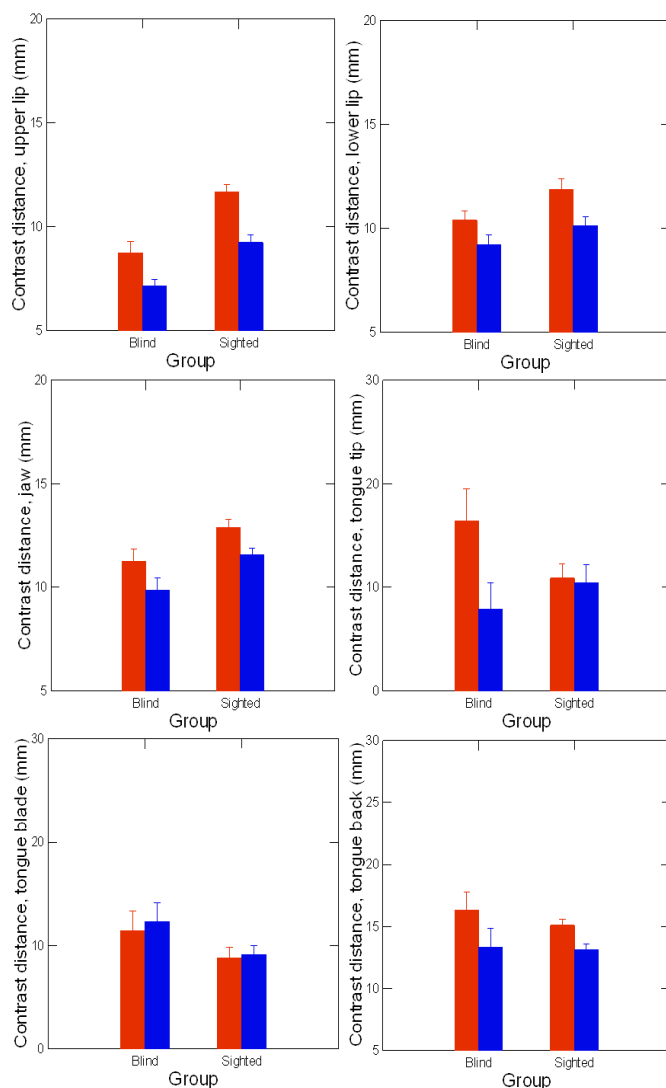 Contrast distance, upper lip (mm)
20
15
10
5
Blind Sighted
Group
Contrast distance, lower lip (mm)
20
15
10
5
Blind Sighted
Group
Contrast distance, jaw (mm)
20
15
10
5
Blind Sighted
Group
Contrast distance, tongue tip (mm)
30
20
10
0
Blind Sighted
Group
Contrast distance, tongue blade (mm)
30
20
10
0
Blind Sighted
Group
Contrast distance, tongue back (mm)
30
25
20
15
10
5
Blind Sighted
Group